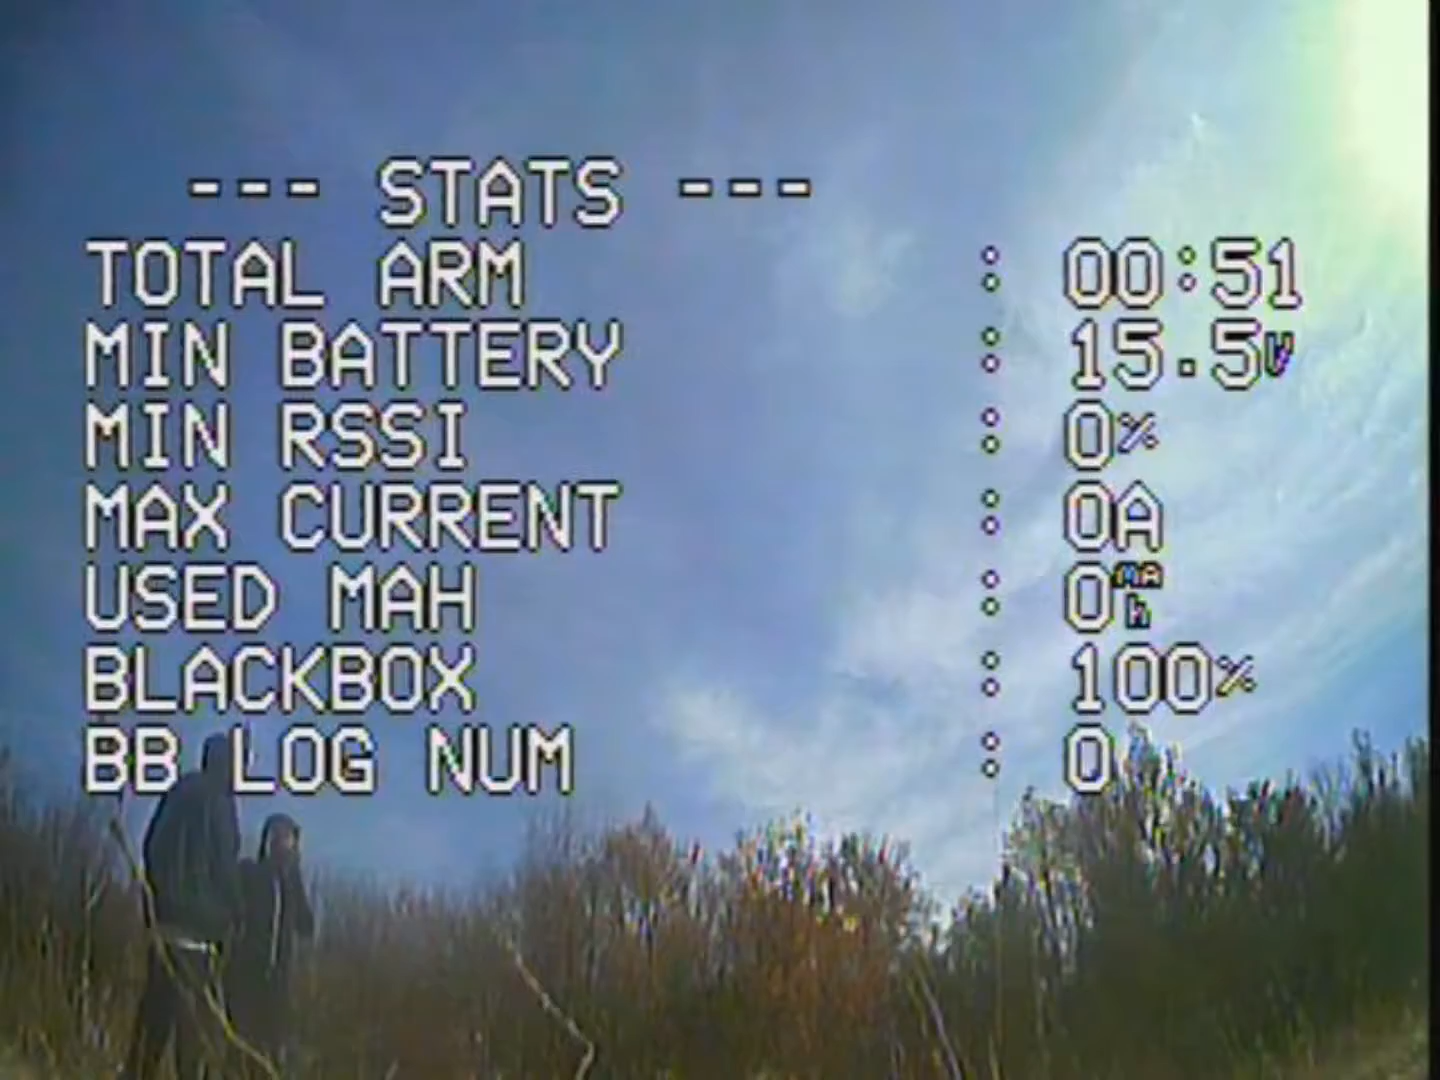 --- STATS ---
TOTAL ARM : 00:51
MIN BATTERY : 15.5V
MIN RSSI : 0%
MAX CURRENT : 0A
USED MAH : 0MAh
BLACKBOX : 100%
BB LOG NUM : 0